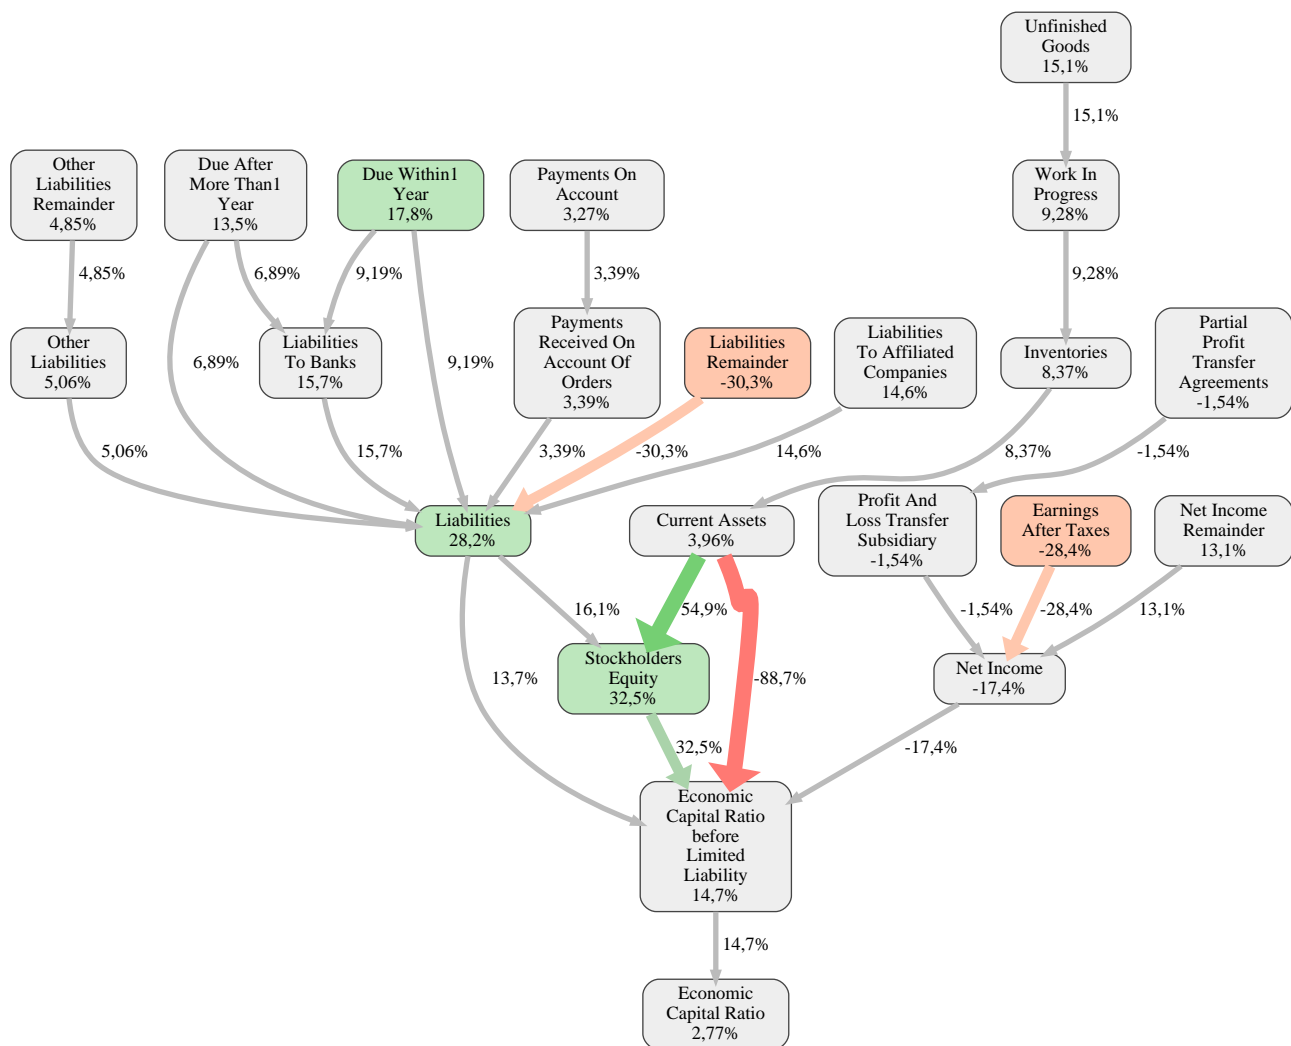 Unfinished
Goods
15,1%
15,1%
Other
Liabilities
Remainder
4,85%
Due After
More Than1
Year
13,5%
Due Within1
Year
17,8%
Payments On
Account
3,27%
Work In
Progress
9,28%
4,85%
6,89%
9,19%
3,39%
9,28%
Other
Liabilities
5,06%
6,89%
Liabilities
To Banks
15,7%
9,19%
Payments
Received On
Account Of
Orders
3,39%
Liabilities
Remainder
-30,3%
Liabilities
To Affiliated
Companies
14,6%
Inventories
8,37%
Partial
Profit
Transfer
Agreements
-1,54%
5,06%
15,7%
3,39%
-30,3%
14,6%
8,37%
-1,54%
Liabilities
28,2%
Current Assets
3,96%
Profit And
Loss Transfer
Subsidiary
-1,54%
Earnings
After Taxes
-28,4%
Net Income
Remainder
13,1%
16,1%
54,9%
-1,54%
-28,4%
13,1%
13,7%
Stockholders
Equity
32,5%
-88,7%
Net Income
-17,4%
32,5%
-17,4%
Economic
Capital Ratio
before
Limited
Liability
14,7%
14,7%
Economic
Capital Ratio
2,77%